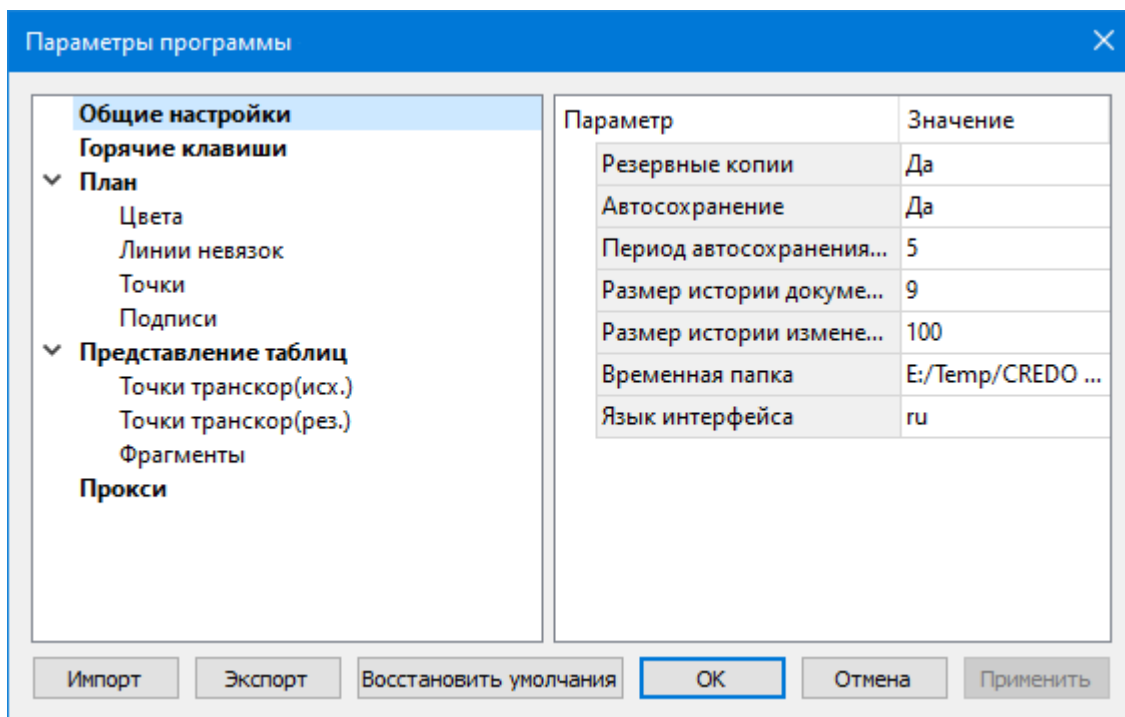 Параметры программы
Общие настройки
Горячие клавиши
План
Цвета
Линии невязок
Точки
Подписи
Представление таблиц
Точки транскор(исх.)
Точки транскор(рез.)
Фрагменты
Прокси
Параметр Значение
Резервные копии Да
Автосохранение Да
Период автосохранения... 5
Размер истории докуме... 9
Размер истории измене... 100
Временная папка E:/Temp/CREDO ...
Язык интерфейса ru
Импорт Экспорт Восстановить умолчания OK Отмена Применить